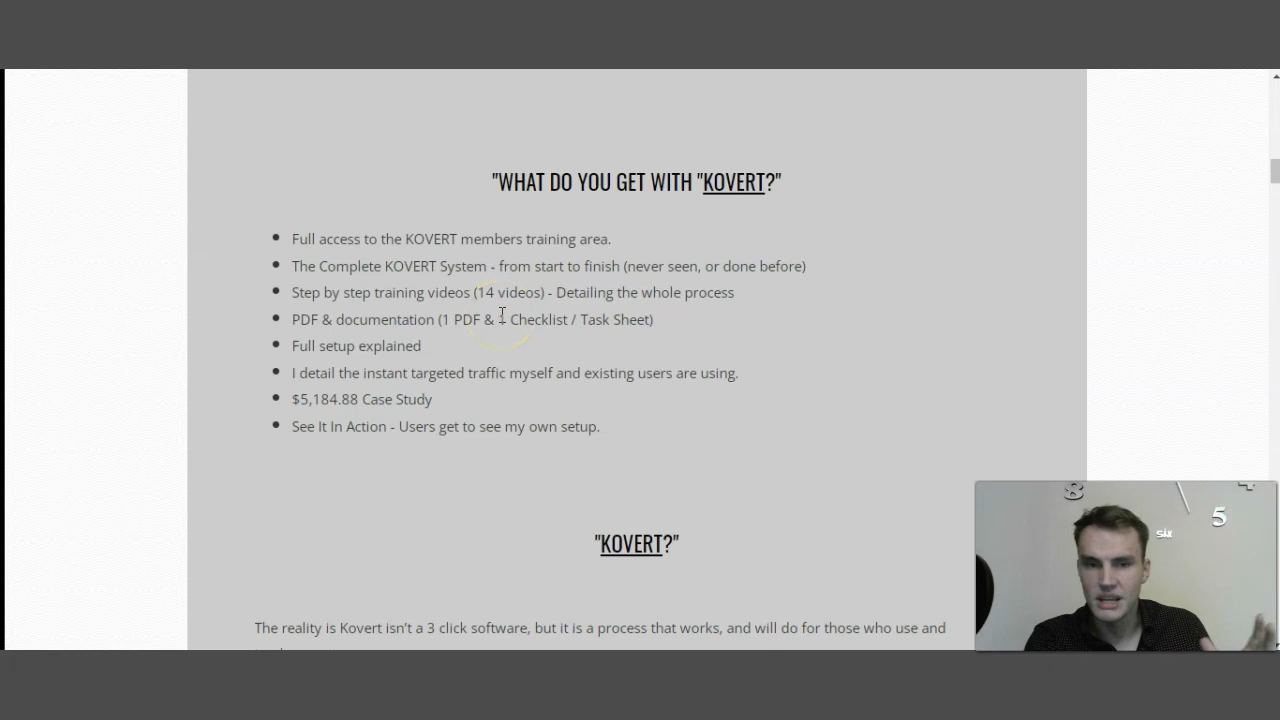 "WHAT DO YOU GET WITH "KOVERT?"
Full access to the KOVERT members training area.
The Complete KOVERT System - from start to finish (never seen, or done before)
Step by step training videos (14 videos) - Detailing the whole process
PDF & documentation (1 PDF & 1 Checklist / Task Sheet)
Full setup explained
I detail the instant targeted traffic myself and existing users are using.
$5,184.88 Case Study
See It In Action - Users get to see my own setup.
"KOVERT?"
8
5
six
The reality is Kovert isn't a 3 click software, but it is a process that works, and will do for those who use and